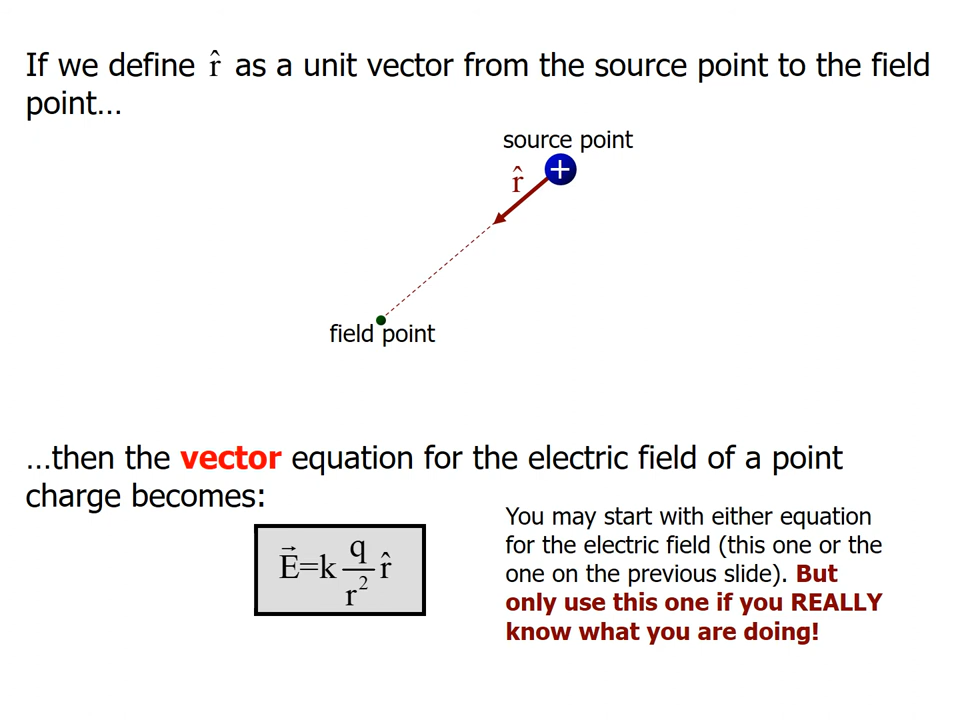 If we define r̂ as a unit vector from the source point to the field
point…
source point
+
r̂
field point
…then the vector equation for the electric field of a point
charge becomes:
E⃗=k q/r² r̂
You may start with either equation
for the electric field (this one or the
one on the previous slide). But
only use this one if you REALLY
know what you are doing!